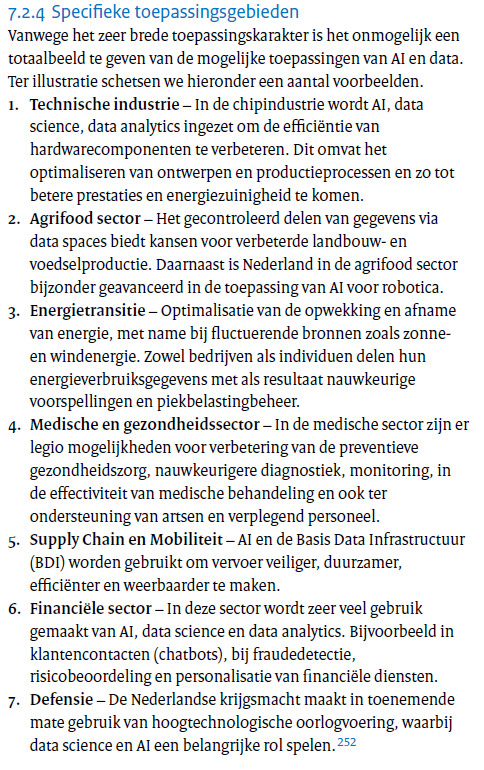 7.2.4 Specifieke toepassingsgebieden
Vanwege het zeer brede toepassingskarakter is het onmogelijk een
totaalbeeld te geven van de mogelijke toepassingen van AI en data.
Ter illustratie schetsen we hieronder een aantal voorbeelden.
1. Technische industrie – In de chipindustrie wordt AI, data
science, data analytics ingezet om de efficiëntie van
hardwarecomponenten te verbeteren. Dit omvat het
optimaliseren van ontwerpen en productieprocessen en zo tot
betere prestaties en energiezuinigheid te komen.
2. Agrifood sector – Het gecontroleerd delen van gegevens via
data spaces biedt kansen voor verbeterde landbouw- en
voedselproductie. Daarnaast is Nederland in de agrifood sector
bijzonder geavanceerd in de toepassing van AI voor robotica.
3. Energietransitie – Optimalisatie van de opwekking en afname
van energie, met name bij fluctuerende bronnen zoals zonne-
en windenergie. Zowel bedrijven als individuen delen hun
energieverbruiksgegevens met als resultaat nauwkeurige
voorspellingen en piekbelastingbeheer.
4. Medische en gezondheidssector – In de medische sector zijn er
legio mogelijkheden voor verbetering van de preventieve
gezondheidszorg, nauwkeurigere diagnostiek, monitoring, in
de effectiviteit van medische behandeling en ook ter
ondersteuning van artsen en verplegend personeel.
5. Supply Chain en Mobiliteit – AI en de Basis Data Infrastructuur
(BDI) worden gebruikt om vervoer veiliger, duurzamer,
efficiënter en weerbaarder te maken.
6. Financiële sector – In deze sector wordt zeer veel gebruik
gemaakt van AI, data science en data analytics. Bijvoorbeeld in
klantencontacten (chatbots), bij fraudedetectie,
risicobeoordeling en personalisatie van financiële diensten.
7. Defensie – De Nederlandse krijgsmacht maakt in toenemende
mate gebruik van hoogtechnologische oorlogvoering, waarbij
data science en AI een belangrijke rol spelen.252